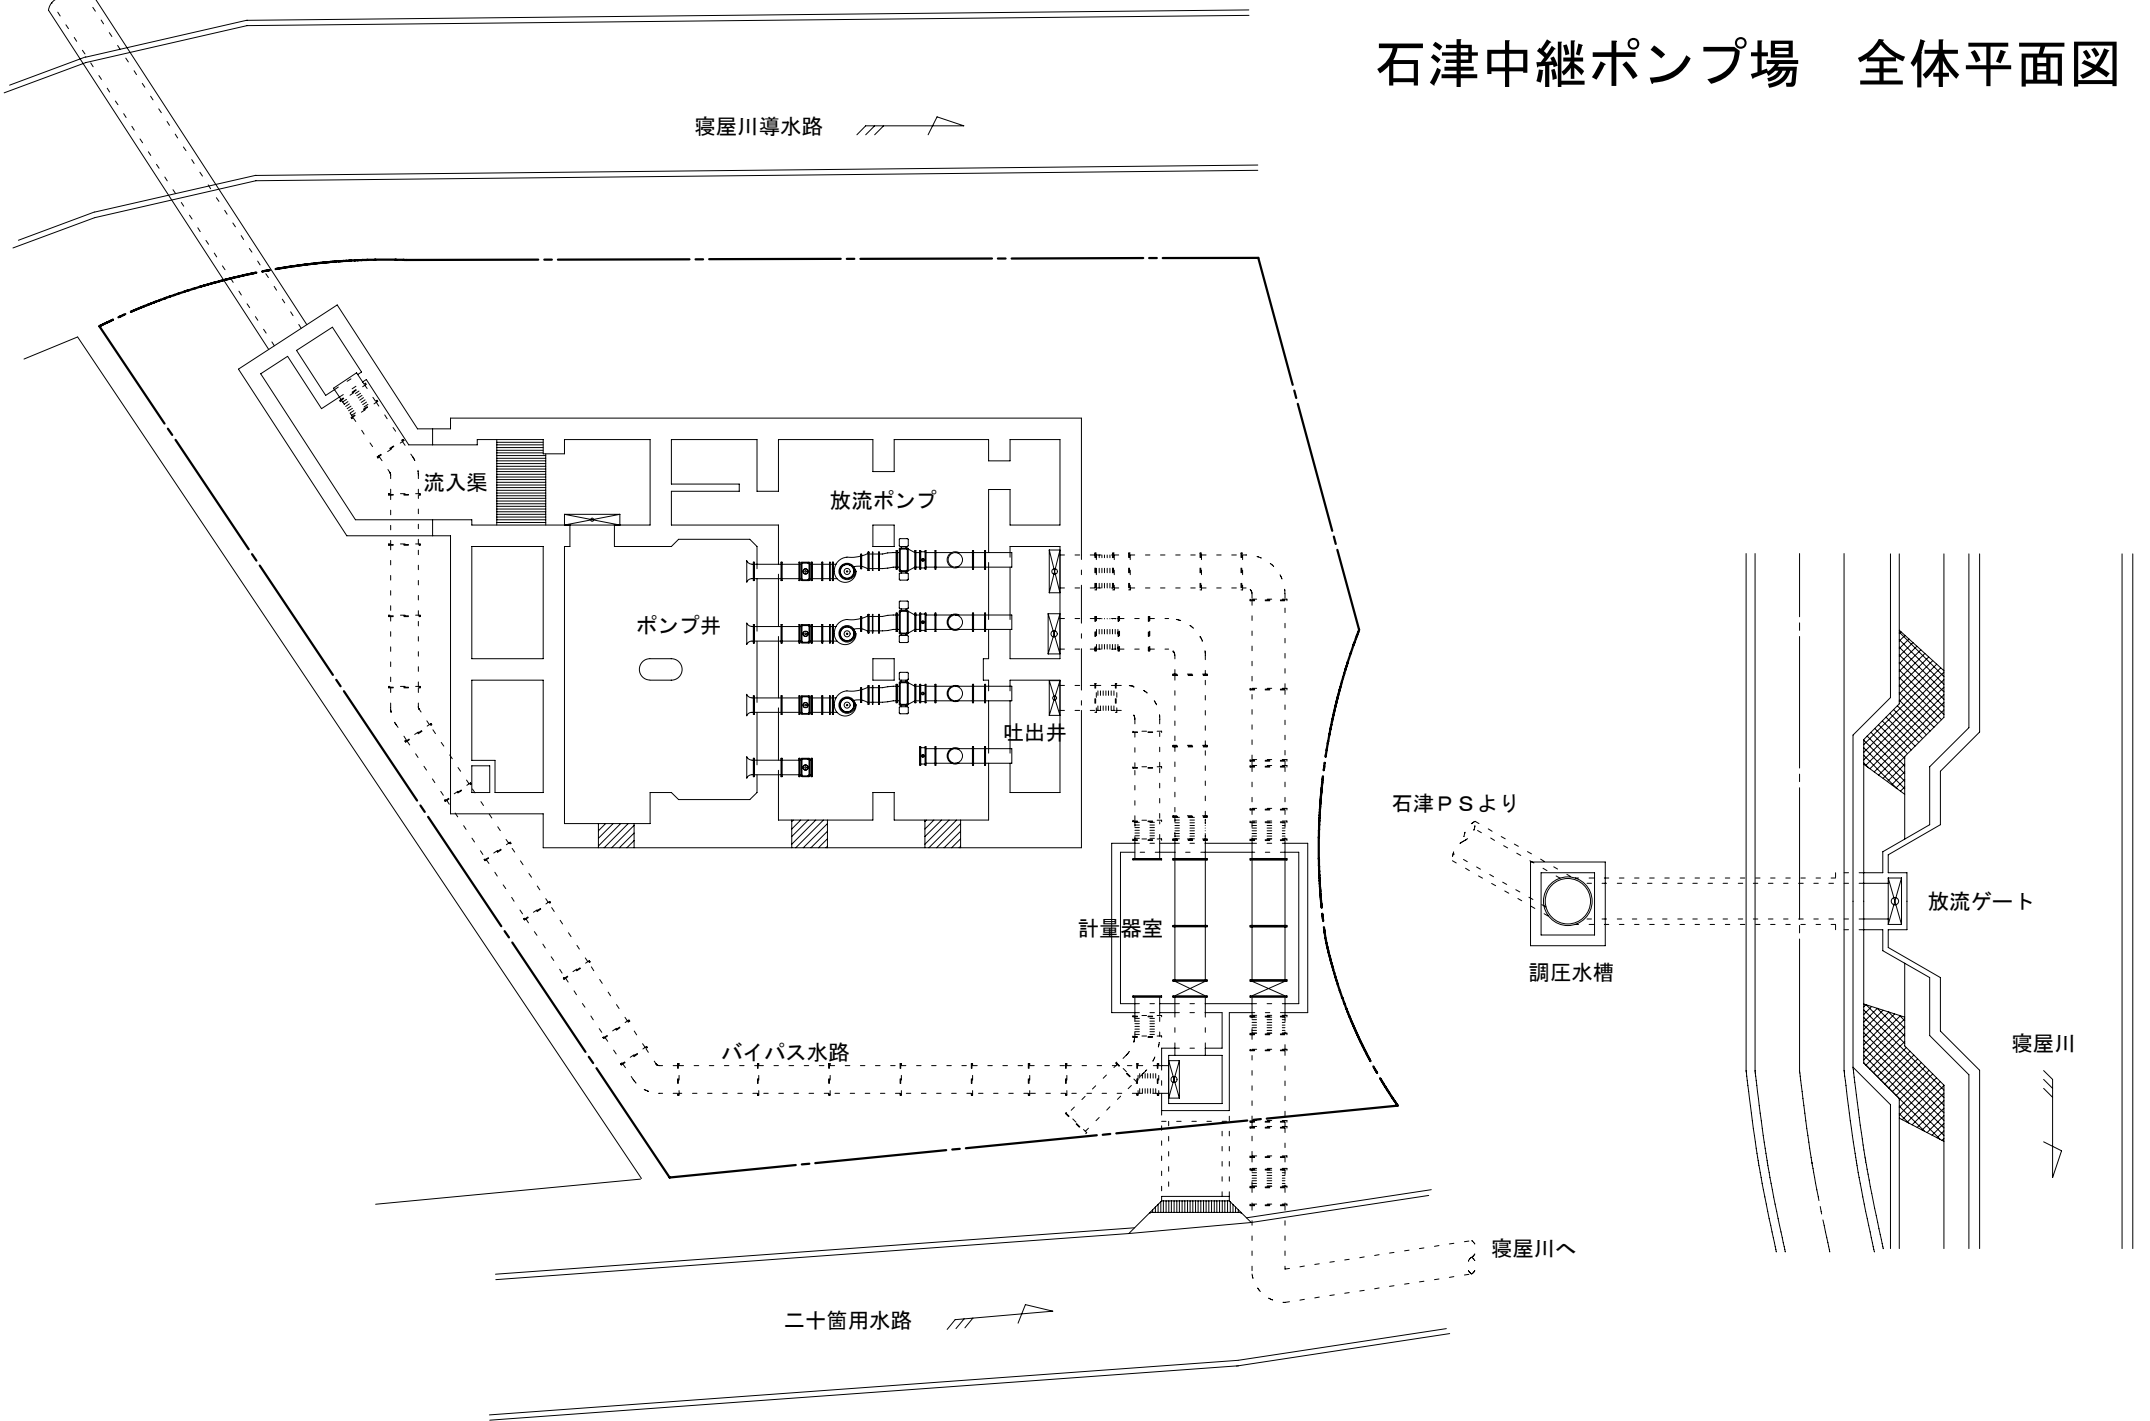 石津中継ポンプ場　全体平面図
寝屋川導水路
流入渠
放流ポンプ
ポンプ井
吐出井
石津ＰＳより
計量器室
放流ゲート
調圧水槽
バイパス水路
寝屋川
寝屋川へ
二十箇用水路